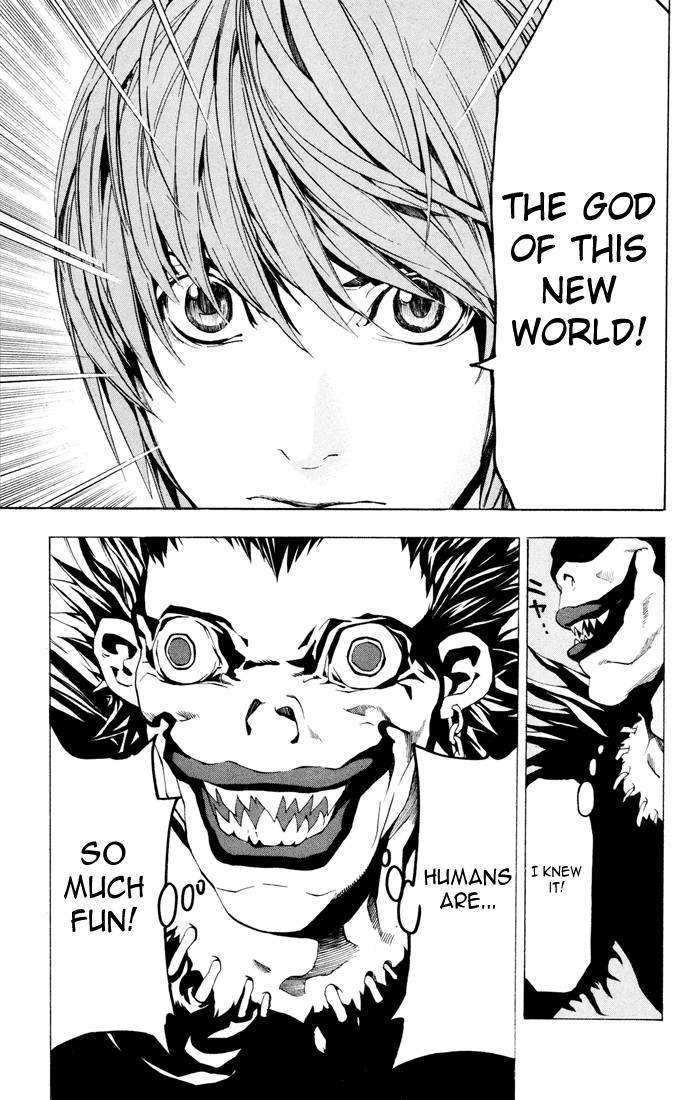 THE GOD
OF THIS
NEW
WORLD!
ニヤ…
I KNEW
IT!
HUMANS
ARE...
SO
MUCH
FUN!